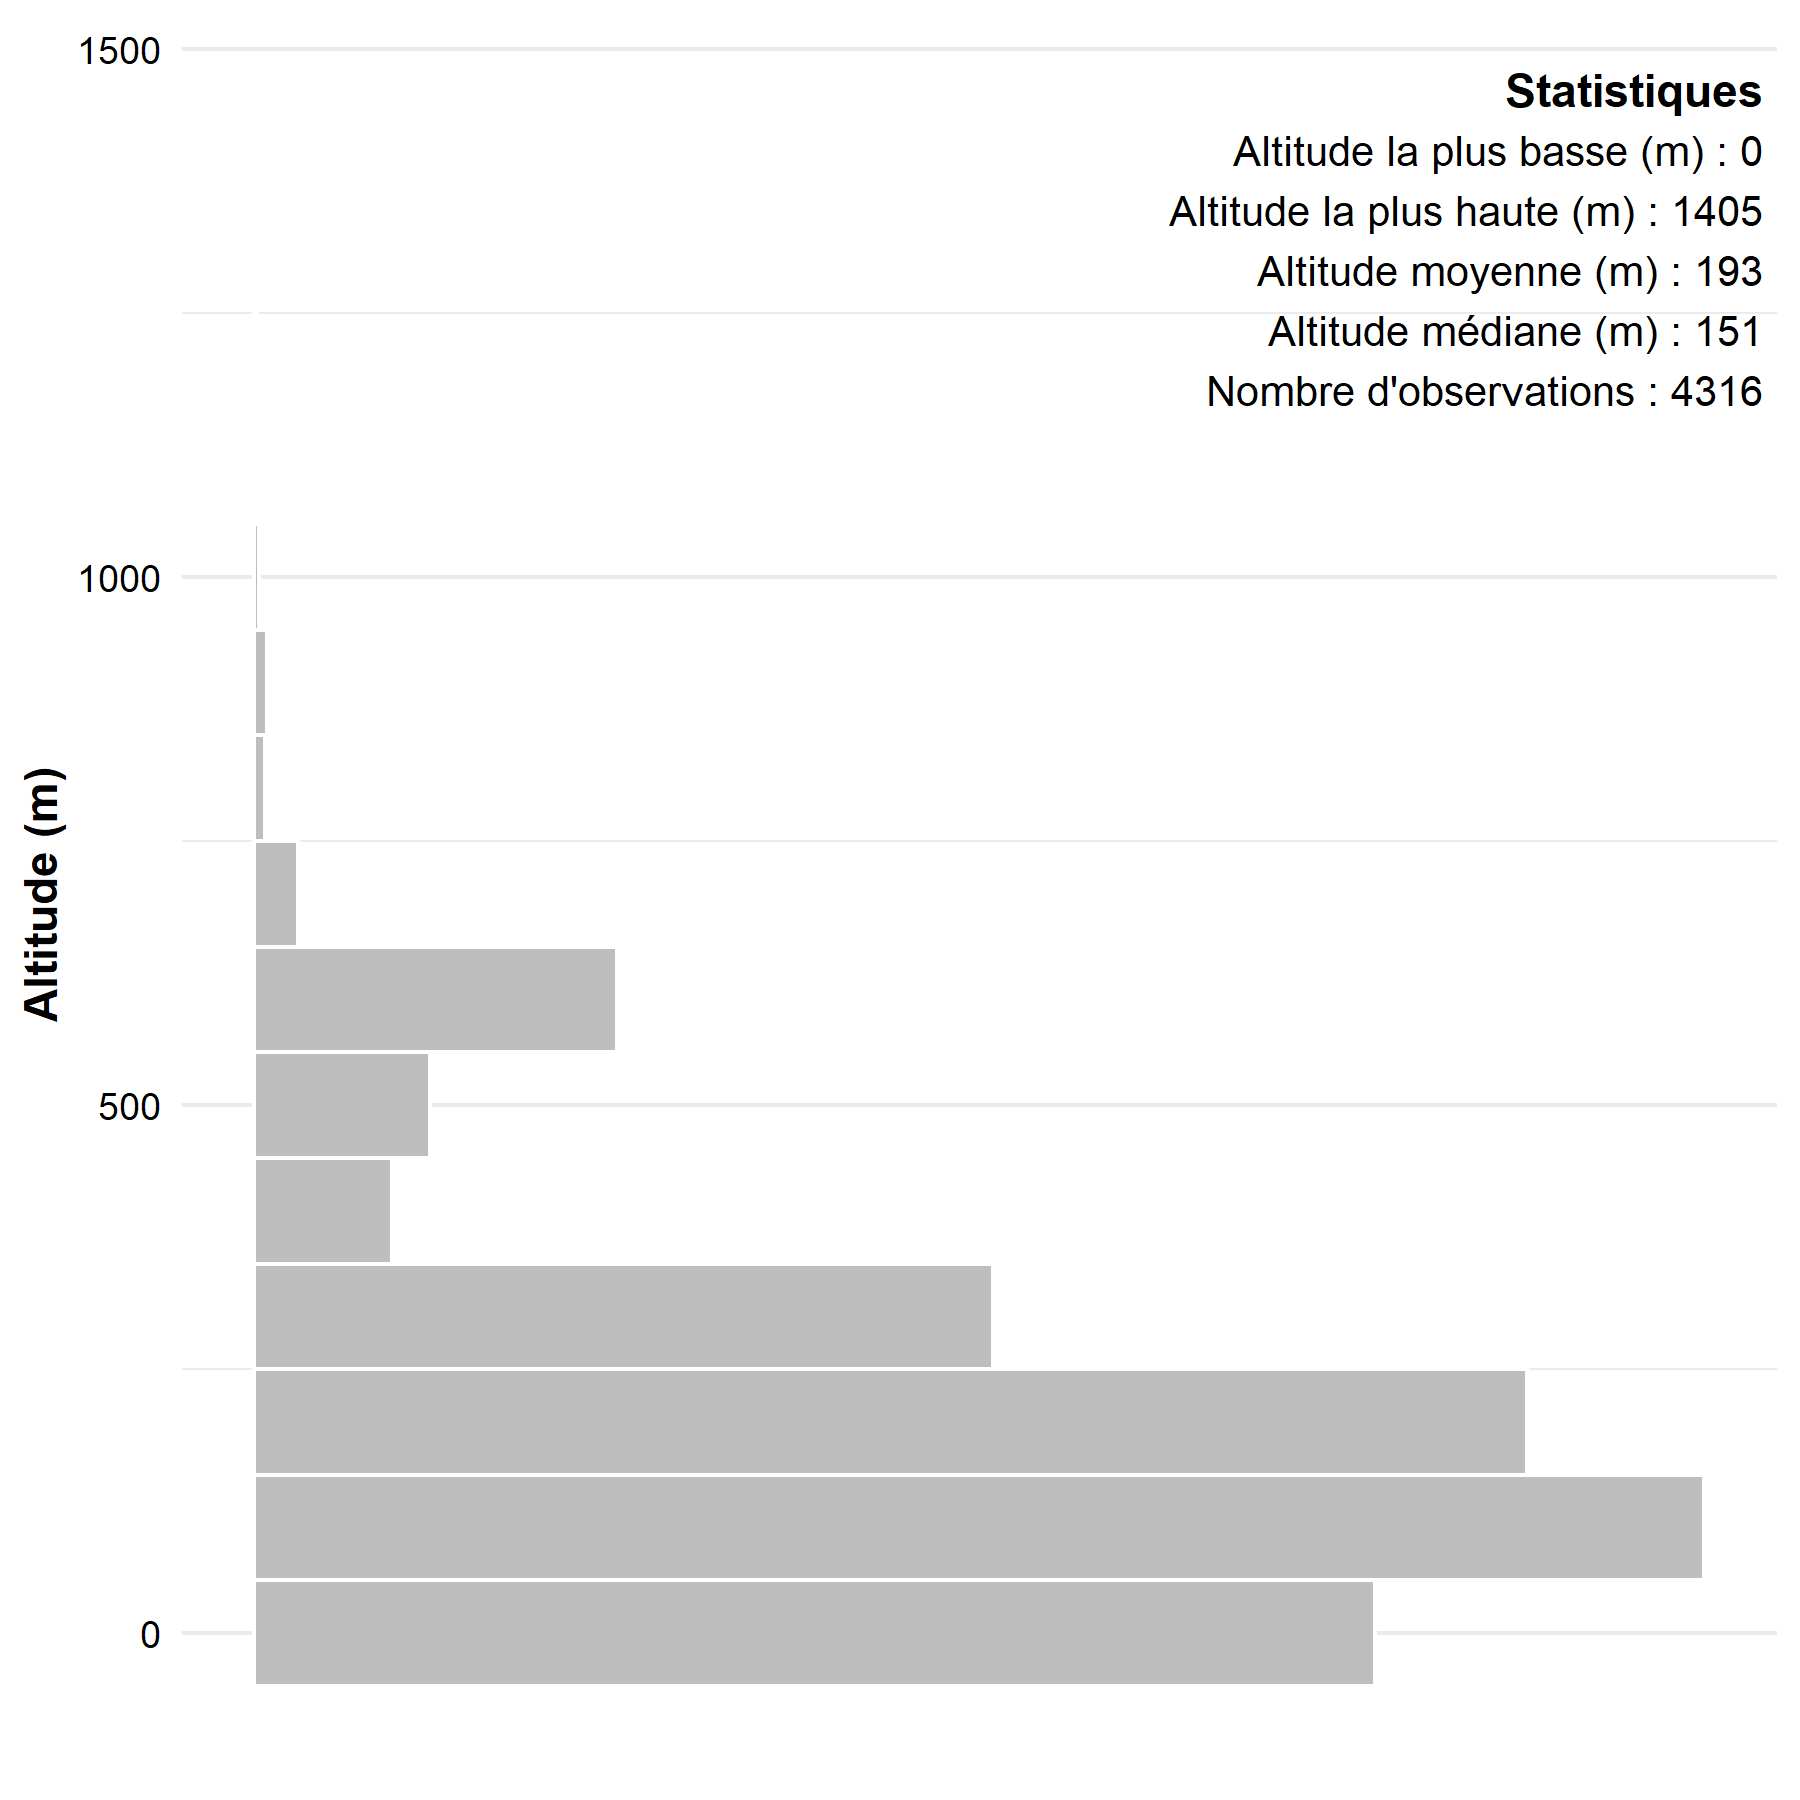 1500
Statistiques
Altitude la plus basse (m) : 0
Altitude la plus haute (m) : 1405
Altitude moyenne (m) : 193
Altitude médiane (m) : 151
Nombre d'observations : 4316
1000
Altitude (m)
500
0